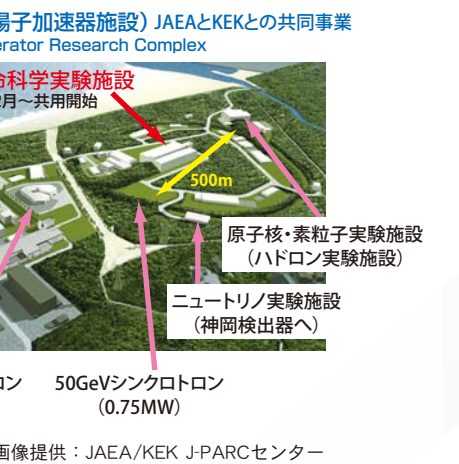 陽子加速器施設）JAEAとKEKとの共同事業
erator Research Complex
命科学実験施設
月～共用開始
500m
原子核・素粒子実験施設
（ハドロン実験施設）
ニュートリノ実験施設
（神岡検出器へ）
ロン
50GeVシンクロトロン
（0.75MW）
画像提供：JAEA/KEK J-PARCセンター